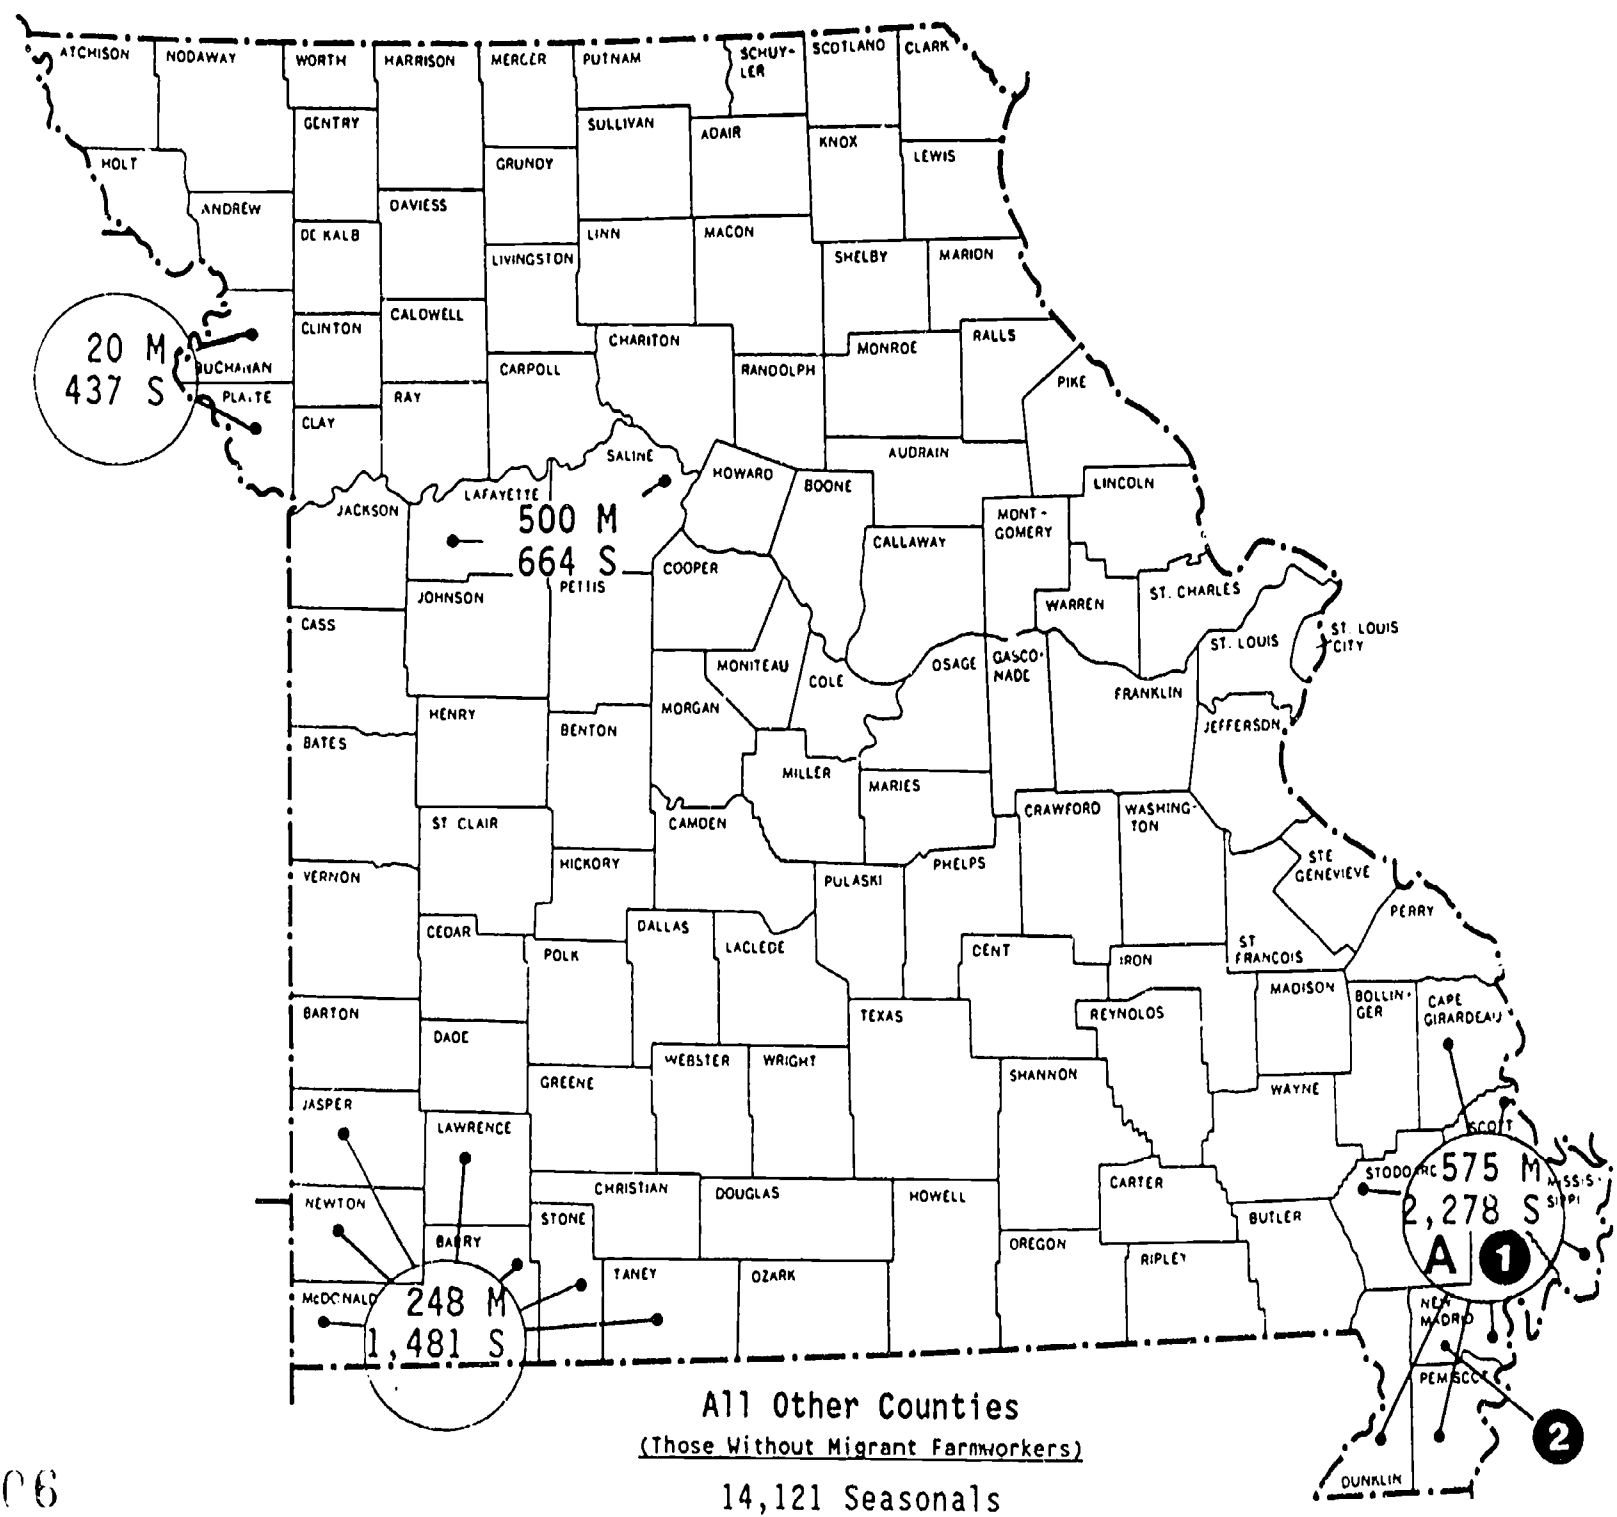 ATCHISON
NODAWAY
WORTH
HARRISON
MERCER
PUTNAM
SCHUY-
LER
SCOTLAND
CLARK
GENTRY
SULLIVAN
ADAIR
KNOX
LEWIS
HOLT
GRUNDY
ANDREW
DAVIESS
DE KALB
LINN
MACON
LIVINGSTON
SHELBY
MARION
CLINTON
CALDWELL
CHARITON
MONROE
RALLS
20 M
437 S
BUCHANAN
PLATTE
CARPOLL
RANDOLPH
PIKE
RAY
CLAY
AUDRAIN
SALINE
HOWARD
BOONE
LINCOLN
LAFAYETTE
JACKSON
500 M
664 S
MONT-
GOMERY
CALLAWAY
COOPER
PETTIS
JOHNSON
WARREN
ST. CHARLES
CASS
ST. LOUIS
ST. LOUIS
CITY
MONITEAU
COLE
OSAGE
GASCO-
NADE
FRANKLIN
HENRY
MORGAN
BENTON
JEFFERSON
BATES
MILLER
MARIES
ST CLAIR
CAMDEN
CRAWFORD
WASHING-
TON
HICKORY
PHELPS
STE
GENEVIEVE
VERNON
PULASKI
PERRY
CEDAR
DALLAS
LACLEDE
POLK
DENT
IRON
ST
FRANCOIS
MADISON
BOLLIN-
GER
CAPE
GIRARDEAU
BARTON
TEXAS
REYNOLDS
DADE
WEBSTER
WRIGHT
SHANNON
GREENE
WAYNE
JASPER
LAWRENCE
SCOTT
STODDARD
575 M
2,278 S
A 1
MISSIS-
SIPPI
CHRISTIAN
DOUGLAS
HOWELL
CARTER
NEWTON
STONE
BUTLER
BARRY
OREGON
RIPLEY
TANEY
OZARK
McDONALD
248 M
1,481 S
NEW
MADRID
PEMISCOT
2
DUNKLIN
All Other Counties
(Those Without Migrant Farmworkers)
14,121 Seasonals